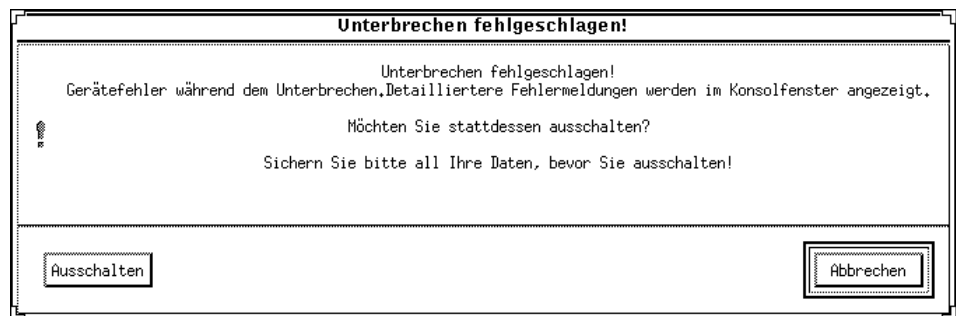 Unterbrechen fehlgeschlagen!
Unterbrechen fehlgeschlagen!
Gerätefehler während dem Unterbrechen.Detailliertere Fehlermeldungen werden im Konsolfenster angezeigt.
Möchten Sie stattdessen ausschalten?
Sichern Sie bitte all Ihre Daten, bevor Sie ausschalten!
Ausschalten
Abbrechen